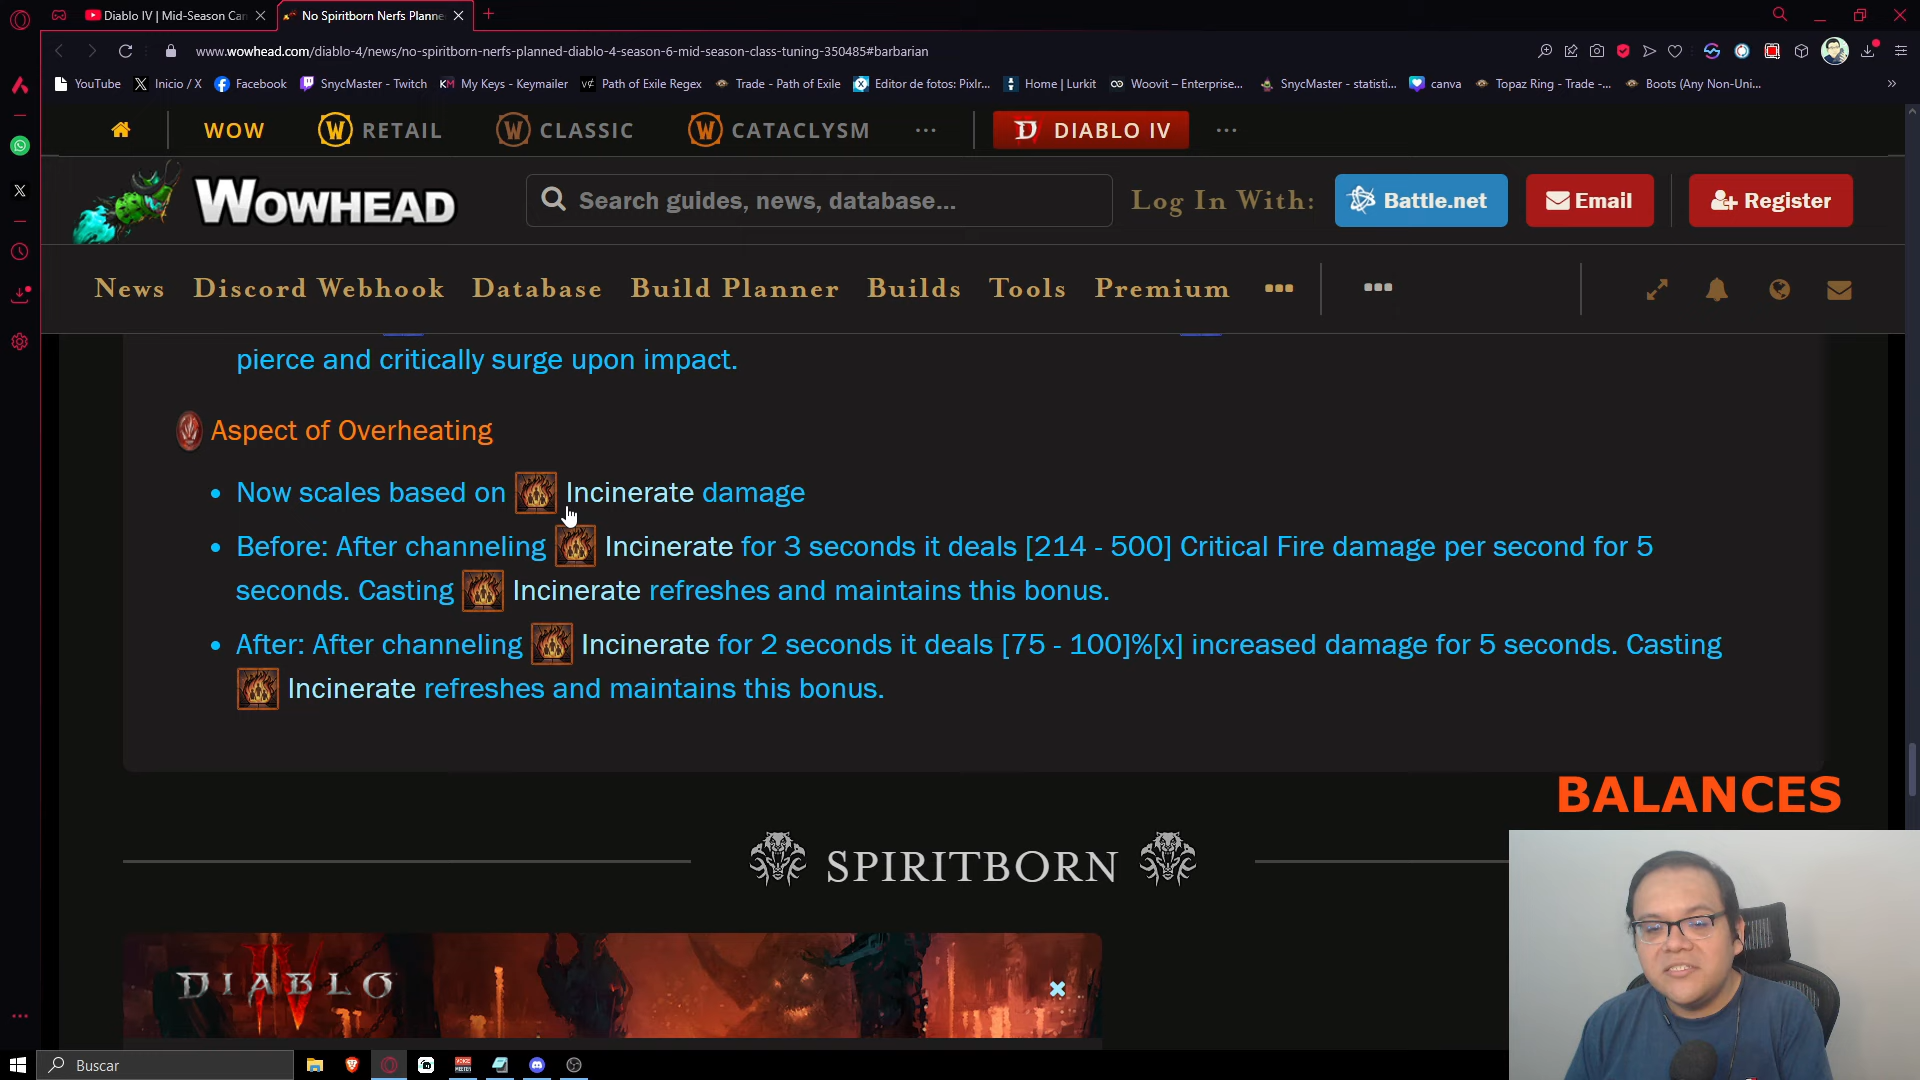 Diablo IV | Mid-Season Car
No Spiritborn Nerfs Planne
www.wowhead.com/diablo-4/news/no-spiritborn-nerfs-planned-diablo-4-season-6-mid-season-class-tuning-350485#barbarian
YouTube Inicio / X Facebook SnycMaster - Twitch My Keys - Keymailer Path of Exile Regex Trade - Path of Exile Editor de fotos: Pixlr... Home | Lurkit Woovit – Enterprise... SnycMaster - statisti... canva Topaz Ring - Trade -... Boots (Any Non-Uni...
WOW RETAIL CLASSIC CATACLYSM ... DIABLO IV ...
WOWHEAD
Search guides, news, database...
Log In With: Battle.net Email Register
News Discord Webhook Database Build Planner Builds Tools Premium
pierce and critically surge upon impact.
Aspect of Overheating
Now scales based on Incinerate damage
Before: After channeling Incinerate for 3 seconds it deals [214 - 500] Critical Fire damage per second for 5
seconds. Casting Incinerate refreshes and maintains this bonus.
After: After channeling Incinerate for 2 seconds it deals [75 - 100]%[x] increased damage for 5 seconds. Casting
Incinerate refreshes and maintains this bonus.
BALANCES
SPIRITBORN
DIABLO IV
Buscar